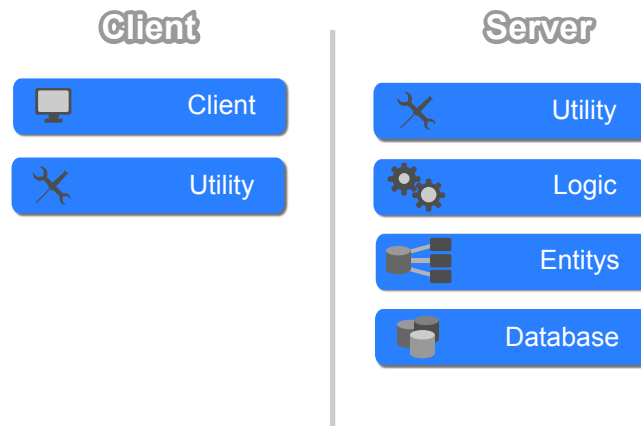 Client
Client
Utility
Server
Utility
Logic
Entitys
Database